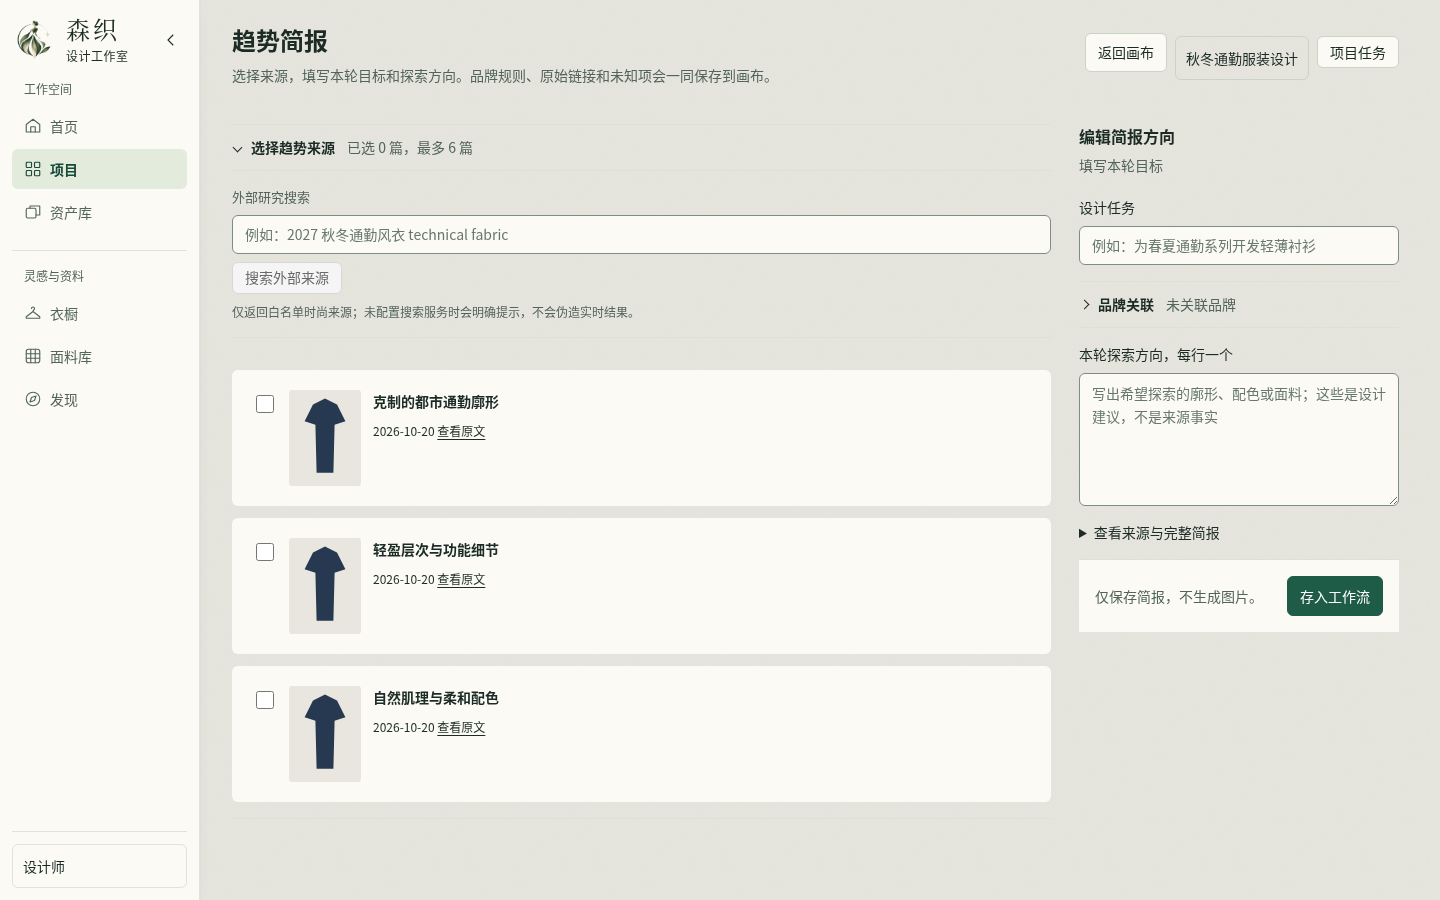 森织
设计工作室
工作空间
首页
项目
资产库
灵感与资料
衣橱
面料库
发现
设计师
趋势简报
选择来源，填写本轮目标和探索方向。品牌规则、原始链接和未知项会一同保存到画布。
返回画布
秋冬通勤服装设计
项目任务
选择趋势来源 已选 0 篇，最多 6 篇
外部研究搜索
例如：2027 秋冬通勤风衣 technical fabric
搜索外部来源
仅返回白名单时尚来源；未配置搜索服务时会明确提示，不会伪造实时结果。
克制的都市通勤廓形
2026-10-20 查看原文
轻盈层次与功能细节
2026-10-20 查看原文
自然肌理与柔和配色
2026-10-20 查看原文
编辑简报方向
填写本轮目标
设计任务
例如：为春夏通勤系列开发轻薄衬衫
品牌关联 未关联品牌
本轮探索方向，每行一个
写出希望探索的廓形、配色或面料；这些是设计
建议，不是来源事实
查看来源与完整简报
仅保存简报，不生成图片。
存入工作流